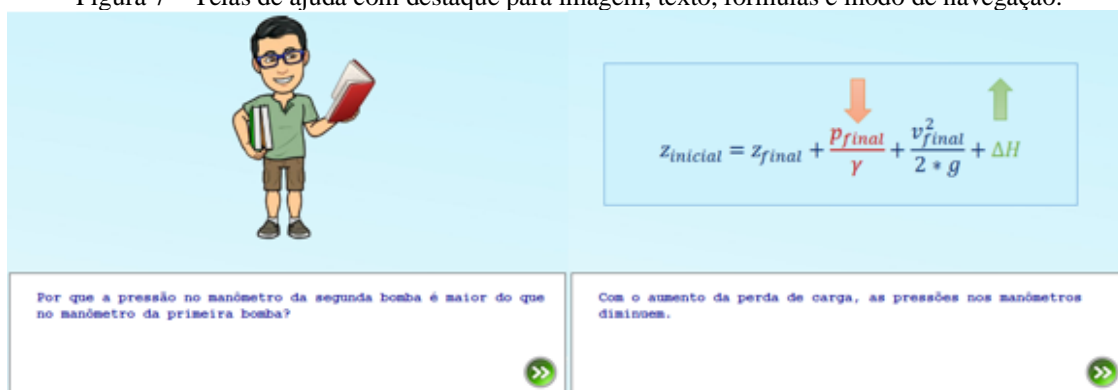 Figura 7 – Telas de ajuda com destaque para imagem, texto, fórmulas e modo de navegação.
z_inicial = z_final + p_final/γ + v²_final/2 * g + ΔH
Por que a pressão no manômetro da segunda bomba é maior do que
no manômetro da primeira bomba?
Com o aumento da perda de carga, as pressões nos manômetros
diminuem.